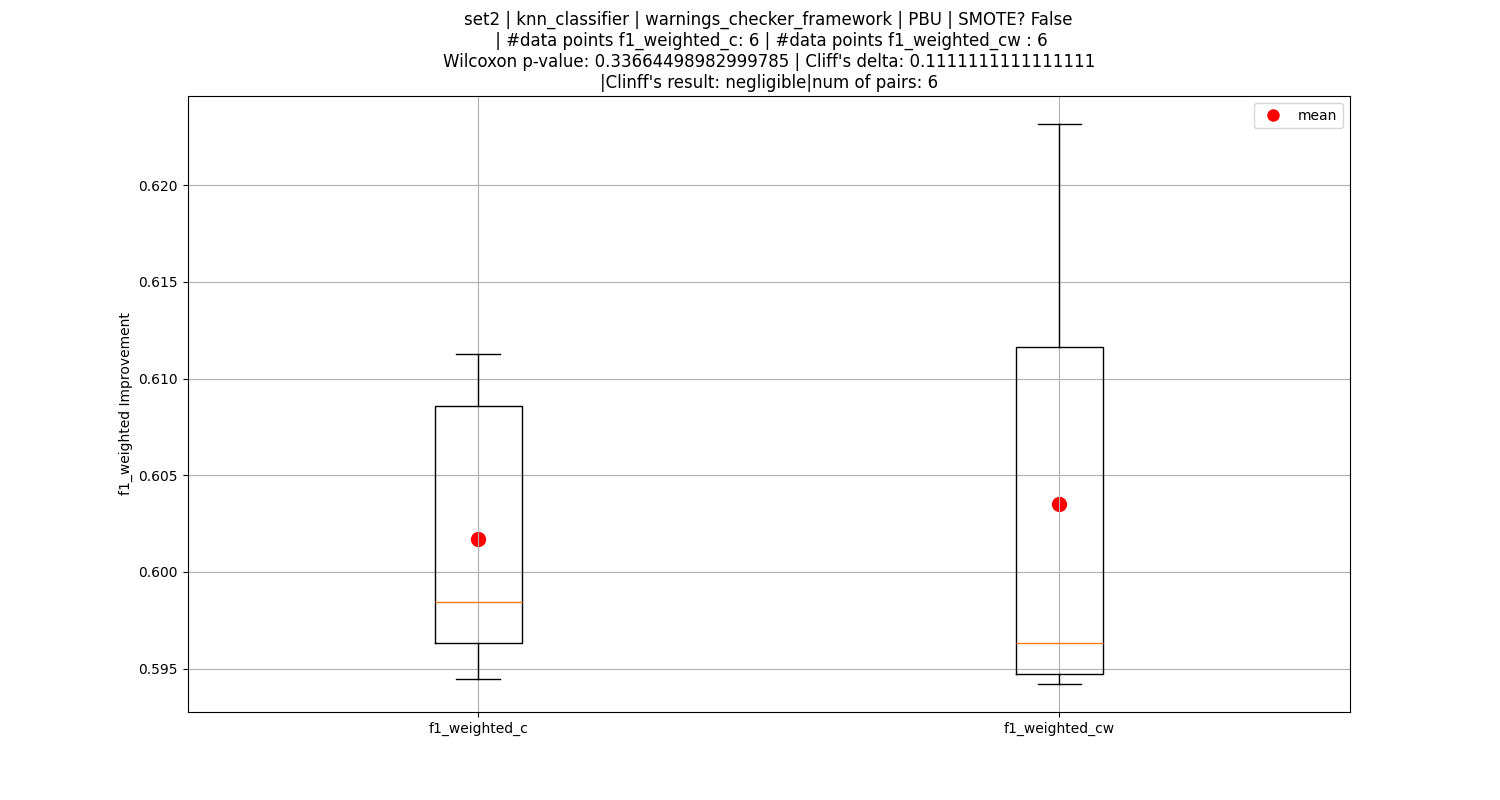 set2 | knn_classifier | warnings_checker_framework | PBU | SMOTE? False
| #data points f1_weighted_c: 6 | #data points f1_weighted_cw : 6
Wilcoxon p-value: 0.33664498982999785 | Cliff's delta: 0.1111111111111111
|Clinff's result: negligible|num of pairs: 6
mean
0.620
0.615
0.610
0.605
0.600
0.595
f1_weighted Improvement
f1_weighted_c
f1_weighted_cw